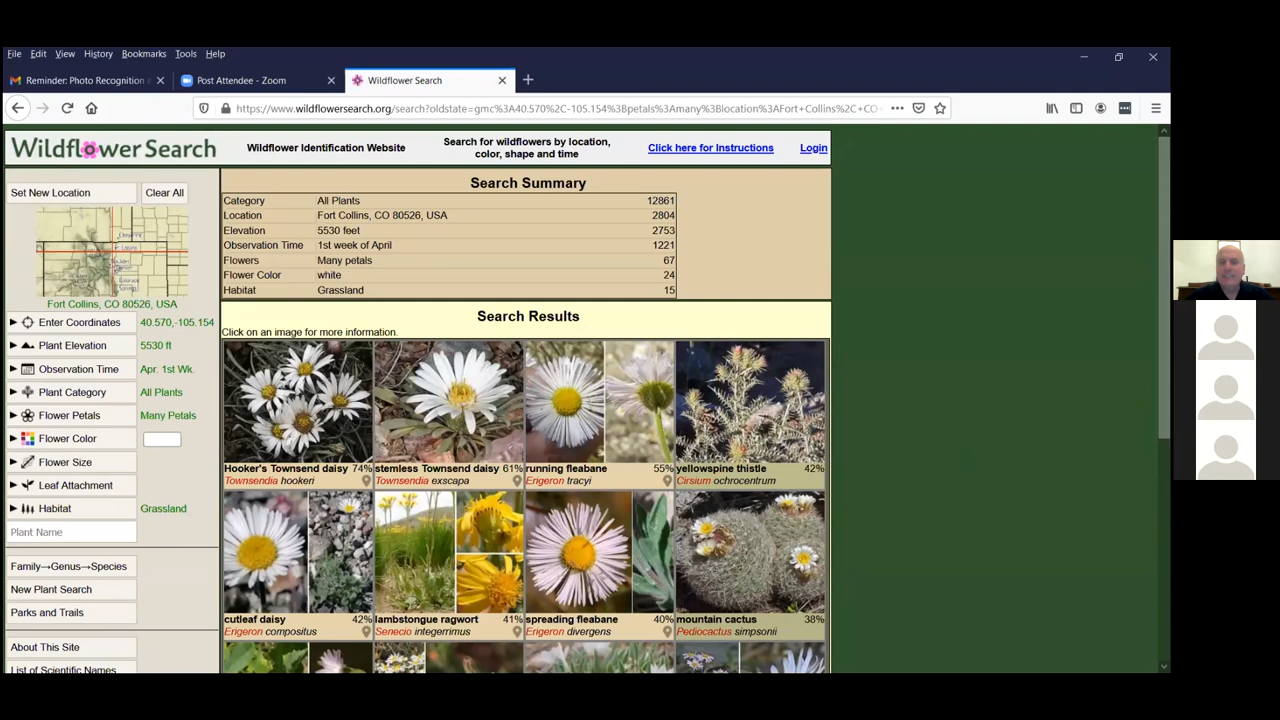 File Edit View History Bookmarks Tools Help
Reminder: Photo Recognition
Post Attendee - Zoom
Wildflower Search
https://www.wildflowersearch.org/search?oldstate=gmc%3A40.570%2C-105.154%3Bpetals%3Amany%3Blocation%3AFort+Collins%2C+CO
Wildflower Search
Wildflower Identification Website
Search for wildflowers by location,
color, shape and time
Click here for Instructions
Login
Set New Location
Clear All
Fort Collins, CO 80526, USA
Enter Coordinates 40.570,-105.154
Plant Elevation 5530 ft
Observation Time Apr. 1st Wk.
Plant Category All Plants
Flower Petals Many Petals
Flower Color
Flower Size
Leaf Attachment
Habitat Grassland
Plant Name
Family→Genus→Species
New Plant Search
Parks and Trails
About This Site
List of Scientific Names
Search Summary
Category All Plants 12861
Location Fort Collins, CO 80526, USA 2804
Elevation 5530 feet 2753
Observation Time 1st week of April 1221
Flowers Many petals 67
Flower Color white 24
Habitat Grassland 15
Search Results
Click on an image for more information.
Hooker's Townsend daisy 74%
Townsendia hookeri
stemless Townsend daisy 61%
Townsendia exscapa
running fleabane 55%
Erigeron tracyi
yellowspine thistle 42%
Cirsium ochrocentrum
cutleaf daisy 42%
Erigeron compositus
lambstongue ragwort 41%
Senecio integerrimus
spreading fleabane 40%
Erigeron divergens
mountain cactus 38%
Pediocactus simpsonii